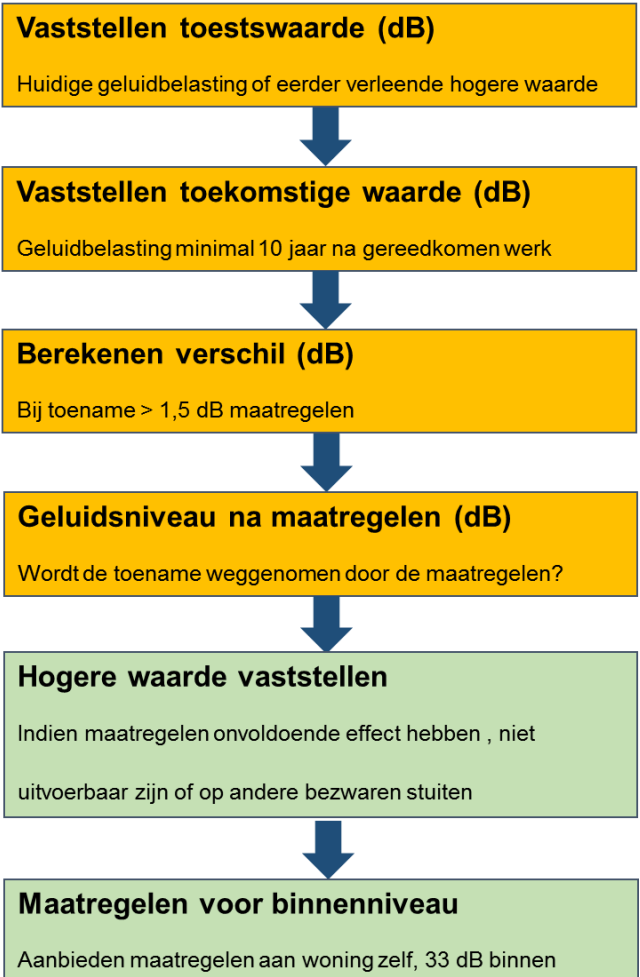 Vaststellen toestswaarde (dB)
Huidige geluidbelasting of eerder verleende hogere waarde
Vaststellen toekomstige waarde (dB)
Geluidbelasting minimal 10 jaar na gereedkomen werk
Berekenen verschil (dB)
Bij toename > 1,5 dB maatregelen
Geluidsniveau na maatregelen (dB)
Wordt de toename weggenomen door de maatregelen?
Hogere waarde vaststellen
Indien maatregelen onvoldoende effect hebben , niet
uitvoerbaar zijn of op andere bezwaren stuiten
Maatregelen voor binnenniveau
Aanbieden maatregelen aan woning zelf, 33 dB binnen